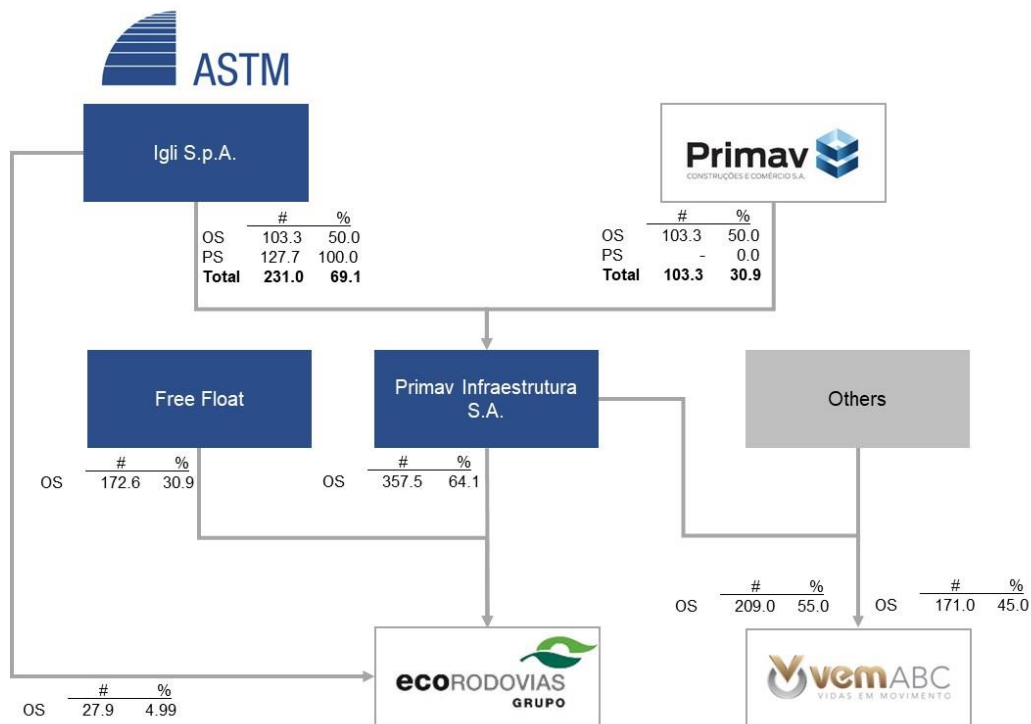 ASTM
Igli S.p.A.
Primav
CONSTRUÇÕES E COMÉRCIO S.A.
# %
OS 103.3 50.0
PS 127.7 100.0
Total 231.0 69.1
# %
OS 103.3 50.0
PS - 0.0
Total 103.3 30.9
Free Float
Primav Infraestrutura
S.A.
Others
# %
OS 172.6 30.9
# %
OS 357.5 64.1
# %
OS 209.0 55.0
# %
OS 171.0 45.0
ecoRODOVIAS
GRUPO
vemABC
VIDAS EM MOVIMENTO
# %
OS 27.9 4.99